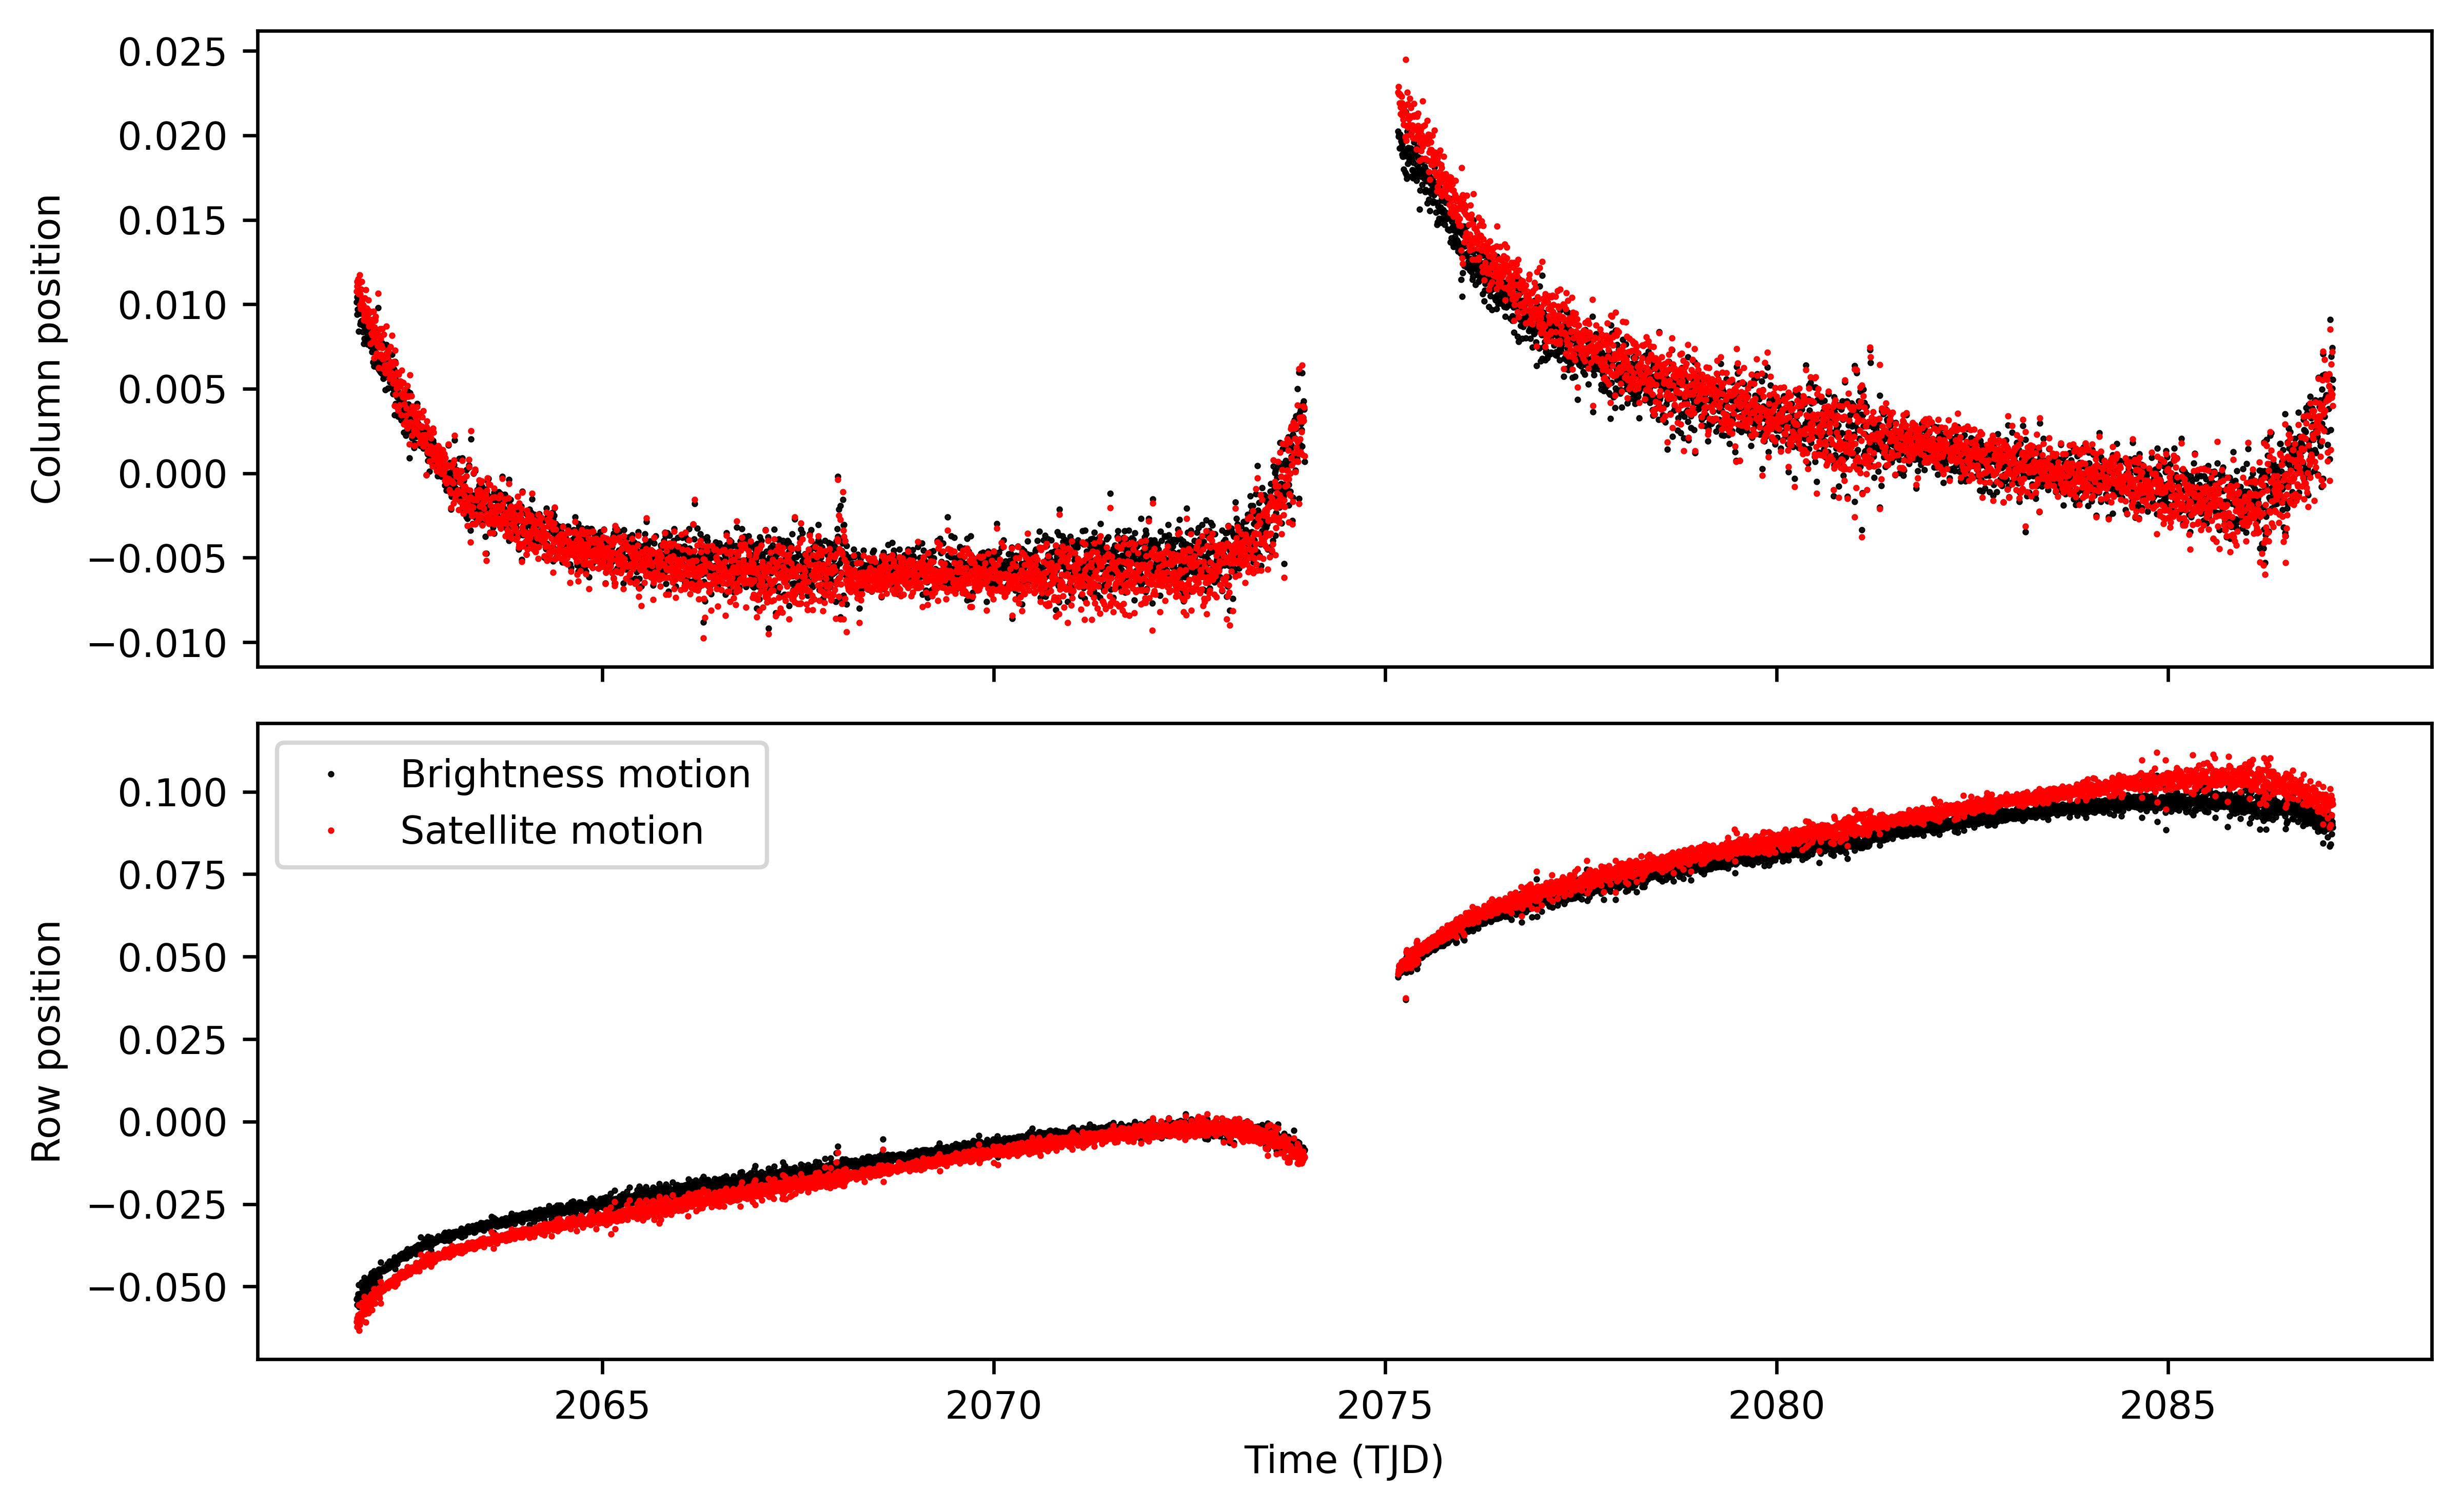 0.025
0.020
0.015
0.010
0.005
0.000
−0.005
−0.010
Column position
Brightness motion
Satellite motion
0.100
0.075
0.050
0.025
0.000
−0.025
−0.050
Row position
2065 2070 2075 2080 2085
Time (TJD)